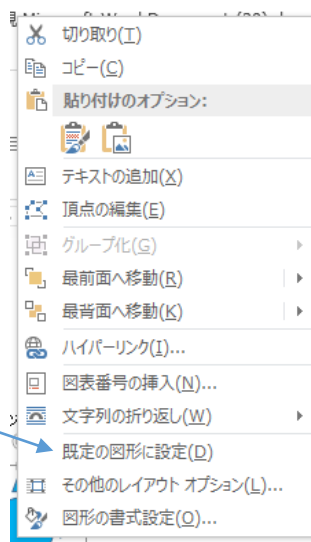 切り取り(T)
コピー(C)
貼り付けのオプション:
テキストの追加(X)
頂点の編集(E)
グループ化(G)
最前面へ移動(R)
最背面へ移動(K)
ハイパーリンク(I)...
図表番号の挿入(N)...
文字列の折り返し(W)
既定の図形に設定(D)
その他のレイアウト オプション(L)...
図形の書式設定(O)...